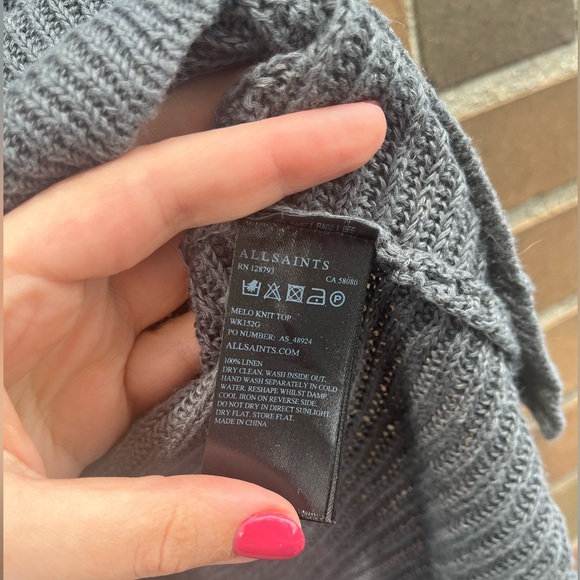 ALLSAINTS
RN 128793 CA 58080
MELO KNIT TOP
WK152G
PO NUMBER: AS_48924
ALLSAINTS.COM
100% LINEN
DRY CLEAN, WASH INSIDE OUT,
HAND WASH SEPARATELY IN COLD
WATER. RESHAPE WHILST DAMP.
COOL IRON ON REVERSE SIDE.
DO NOT DRY IN DIRECT SUNLIGHT.
DRY FLAT. STORE FLAT.
MADE IN CHINA